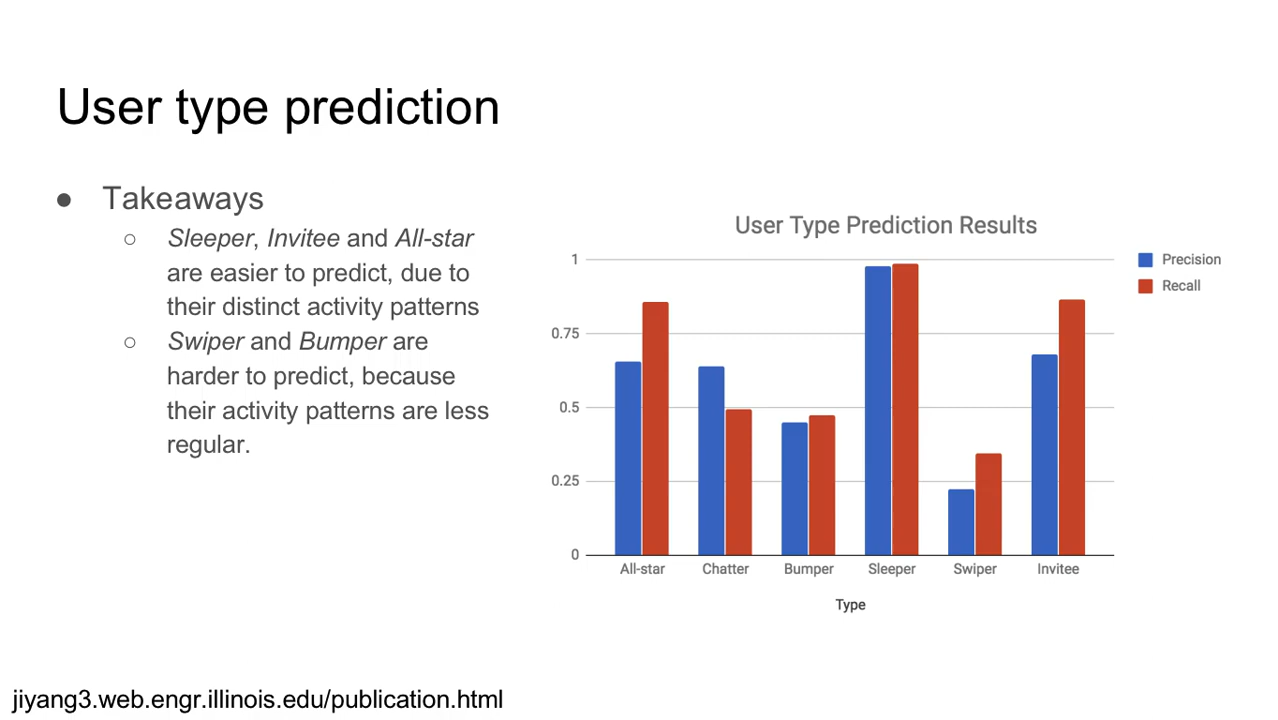 User type prediction
● Takeaways
○ Sleeper, Invitee and All-star
are easier to predict, due to
their distinct activity patterns
○ Swiper and Bumper are
harder to predict, because
their activity patterns are less
regular.
User Type Prediction Results
Precision
Recall
1
0.75
0.5
0.25
0
All-star Chatter Bumper Sleeper Swiper Invitee
Type
jiyang3.web.engr.illinois.edu/publication.html